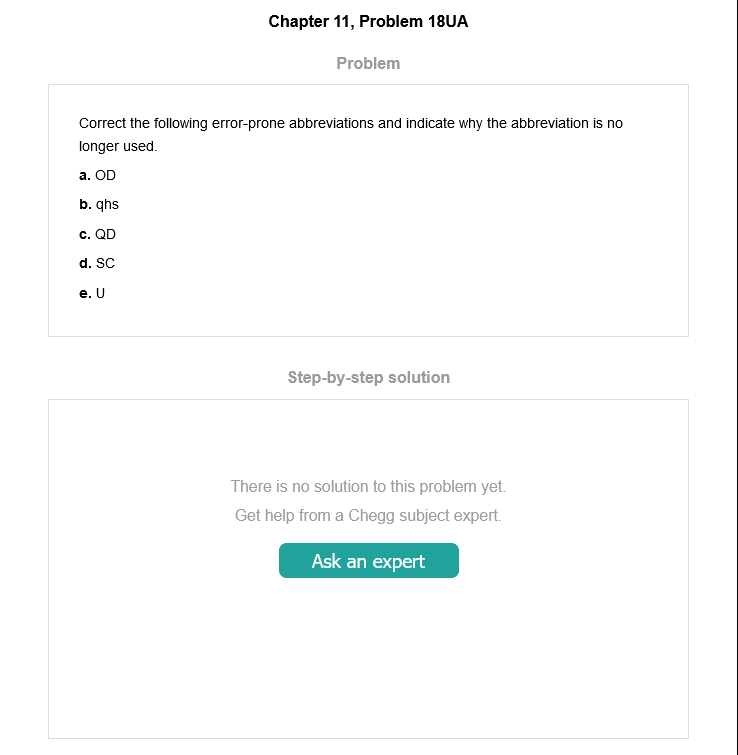 Chapter 11, Problem 18UA
Problem
Correct the following error-prone abbreviations and indicate why the abbreviation is no
longer used.
a. OD
b. qhs
c. QD
d. SC
e. U
Step-by-step solution
There is no solution to this problem yet.
Get help from a Chegg subject expert.
Ask an expert